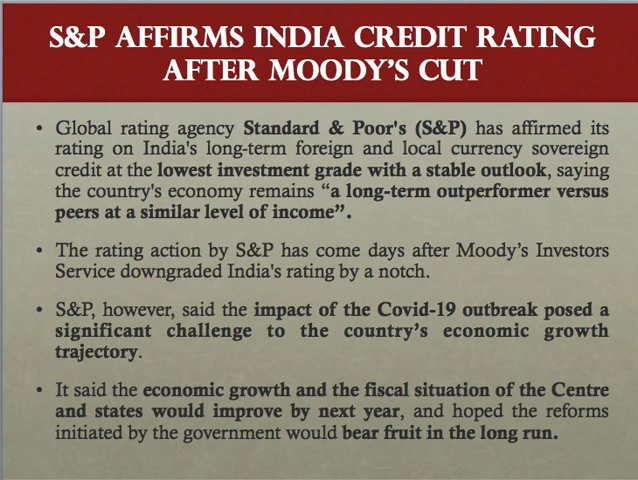 S&P AFFIRMS INDIA CREDIT RATING
AFTER MOODY'S CUT
• Global rating agency Standard & Poor's (S&P) has affirmed its
rating on India's long-term foreign and local currency sovereign
credit at the lowest investment grade with a stable outlook, saying
the country's economy remains “a long-term outperformer versus
peers at a similar level of income”.
• The rating action by S&P has come days after Moody's Investors
Service downgraded India's rating by a notch.
• S&P, however, said the impact of the Covid-19 outbreak posed a
significant challenge to the country's economic growth
trajectory.
• It said the economic growth and the fiscal situation of the Centre
and states would improve by next year, and hoped the reforms
initiated by the government would bear fruit in the long run.